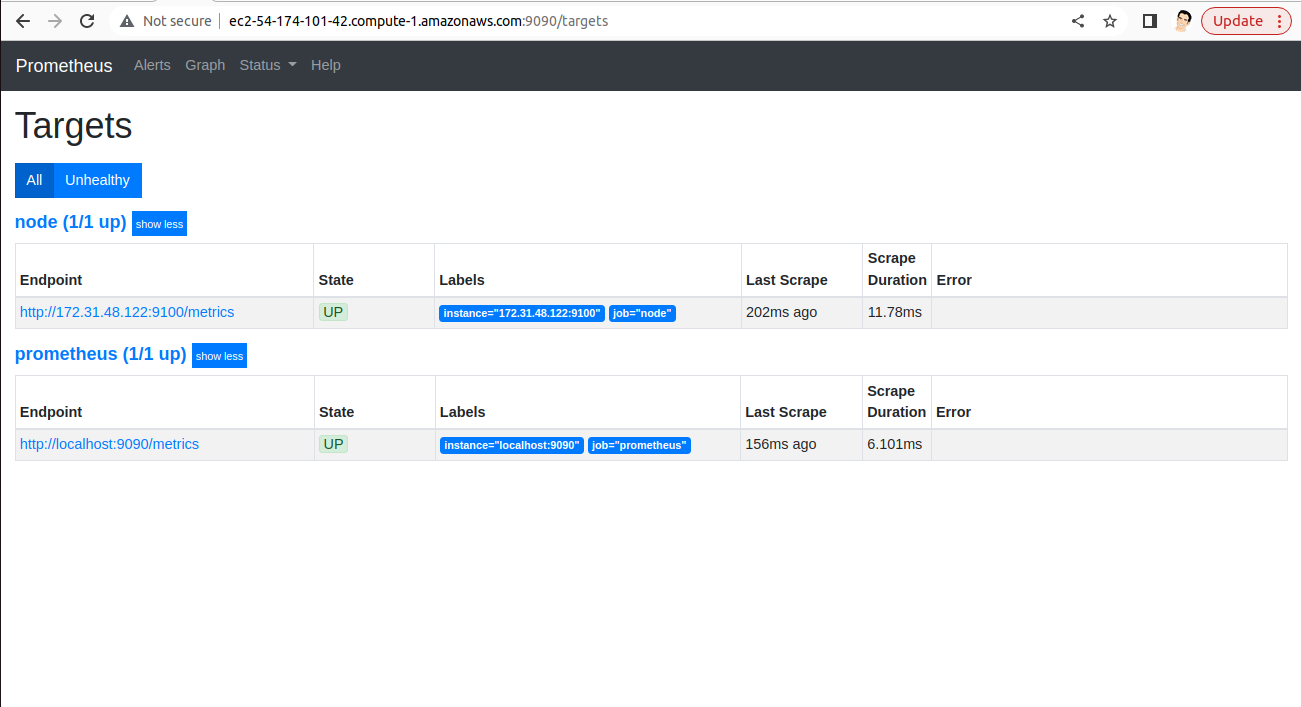 Not secure ec2-54-174-101-42.compute-1.amazonaws.com:9090/targets Update
Prometheus Alerts Graph Status Help
Targets
All Unhealthy
node (1/1 up) show less
Endpoint State Labels Last Scrape Scrape Duration Error
http://172.31.48.122:9100/metrics UP instance="172.31.48.122:9100" job="node" 202ms ago 11.78ms
prometheus (1/1 up) show less
Endpoint State Labels Last Scrape Scrape Duration Error
http://localhost:9090/metrics UP instance="localhost:9090" job="prometheus" 156ms ago 6.101ms